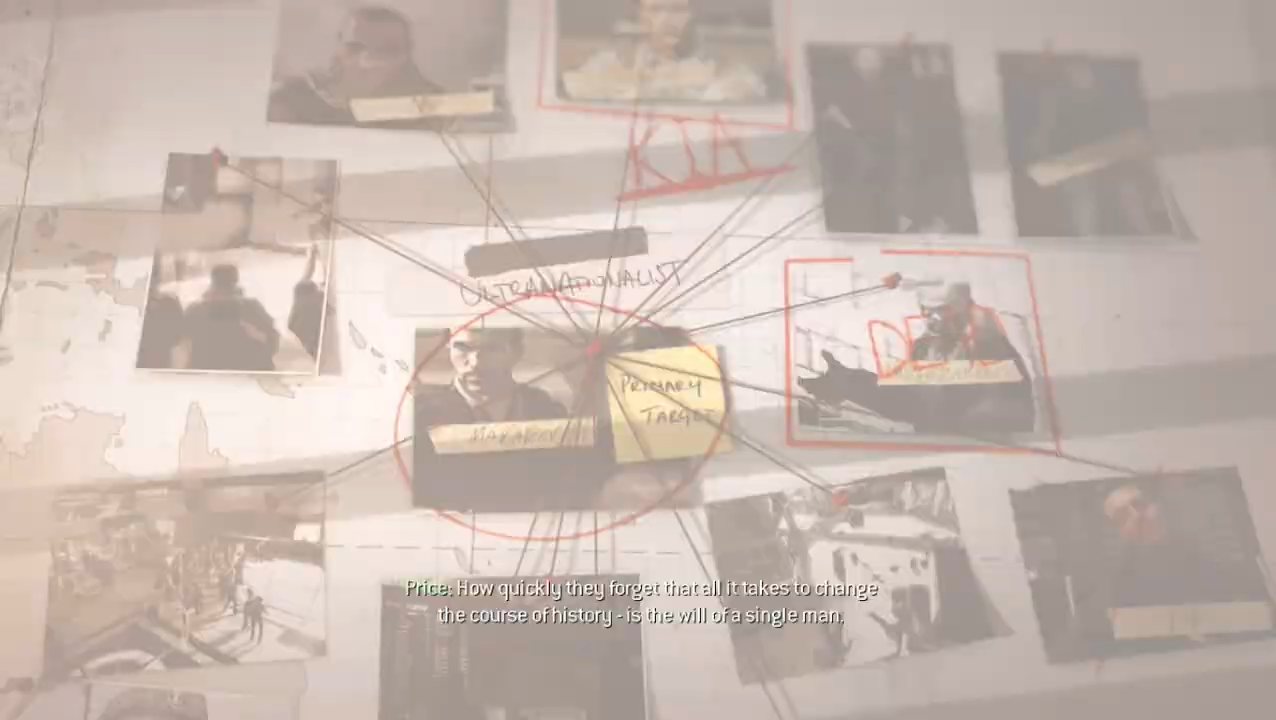 KIA
ULTRANATIONALIST
PRIMARY
TARGET
MAKAROV
Price: How quickly they forget that all it takes to change
the course of history - is the will of a single man.